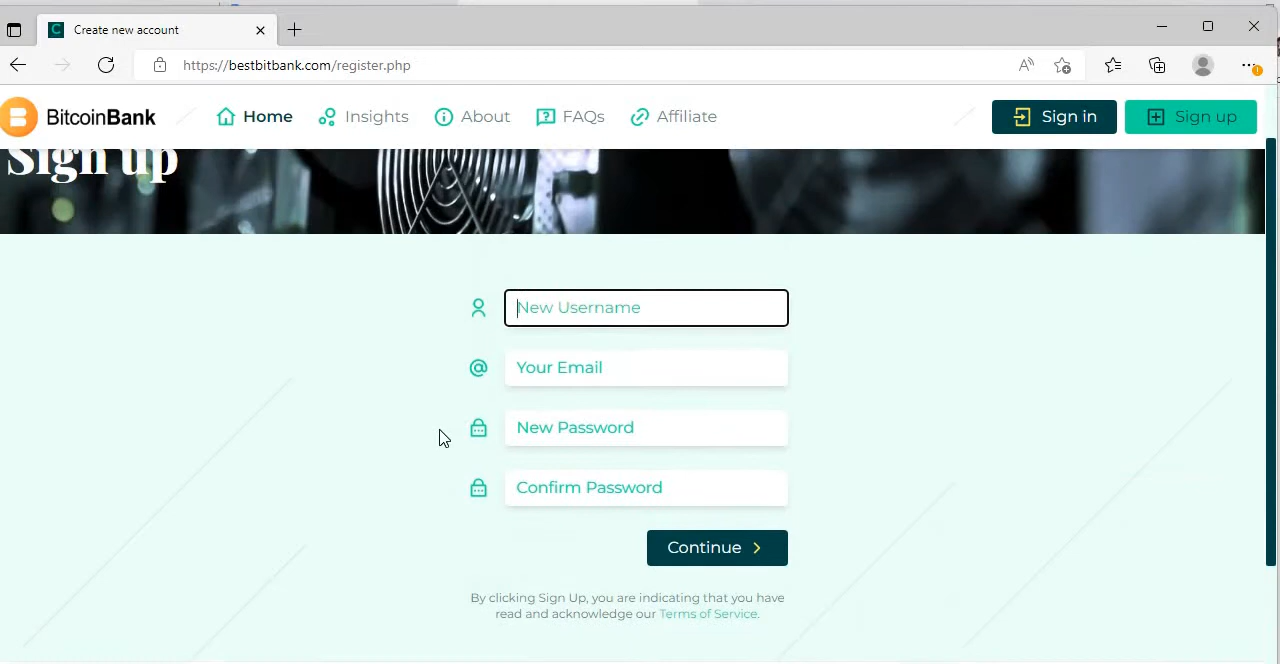 Create new account
https://bestbitbank.com/register.php
BitcoinBank
Home
Insights
About
FAQs
Affiliate
Sign in
Sign up
Sign up
New Username
Your Email
New Password
Confirm Password
Continue
By clicking Sign Up, you are indicating that you have
read and acknowledge our Terms of Service.